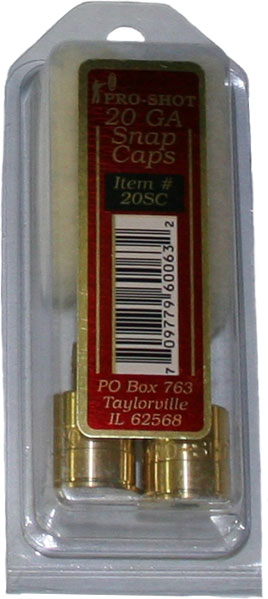 PRO-SHOT
20 GA
Snap
Caps
Item #
20SC
7 09779 60063 2
PO Box 763
Taylorville
IL 62568